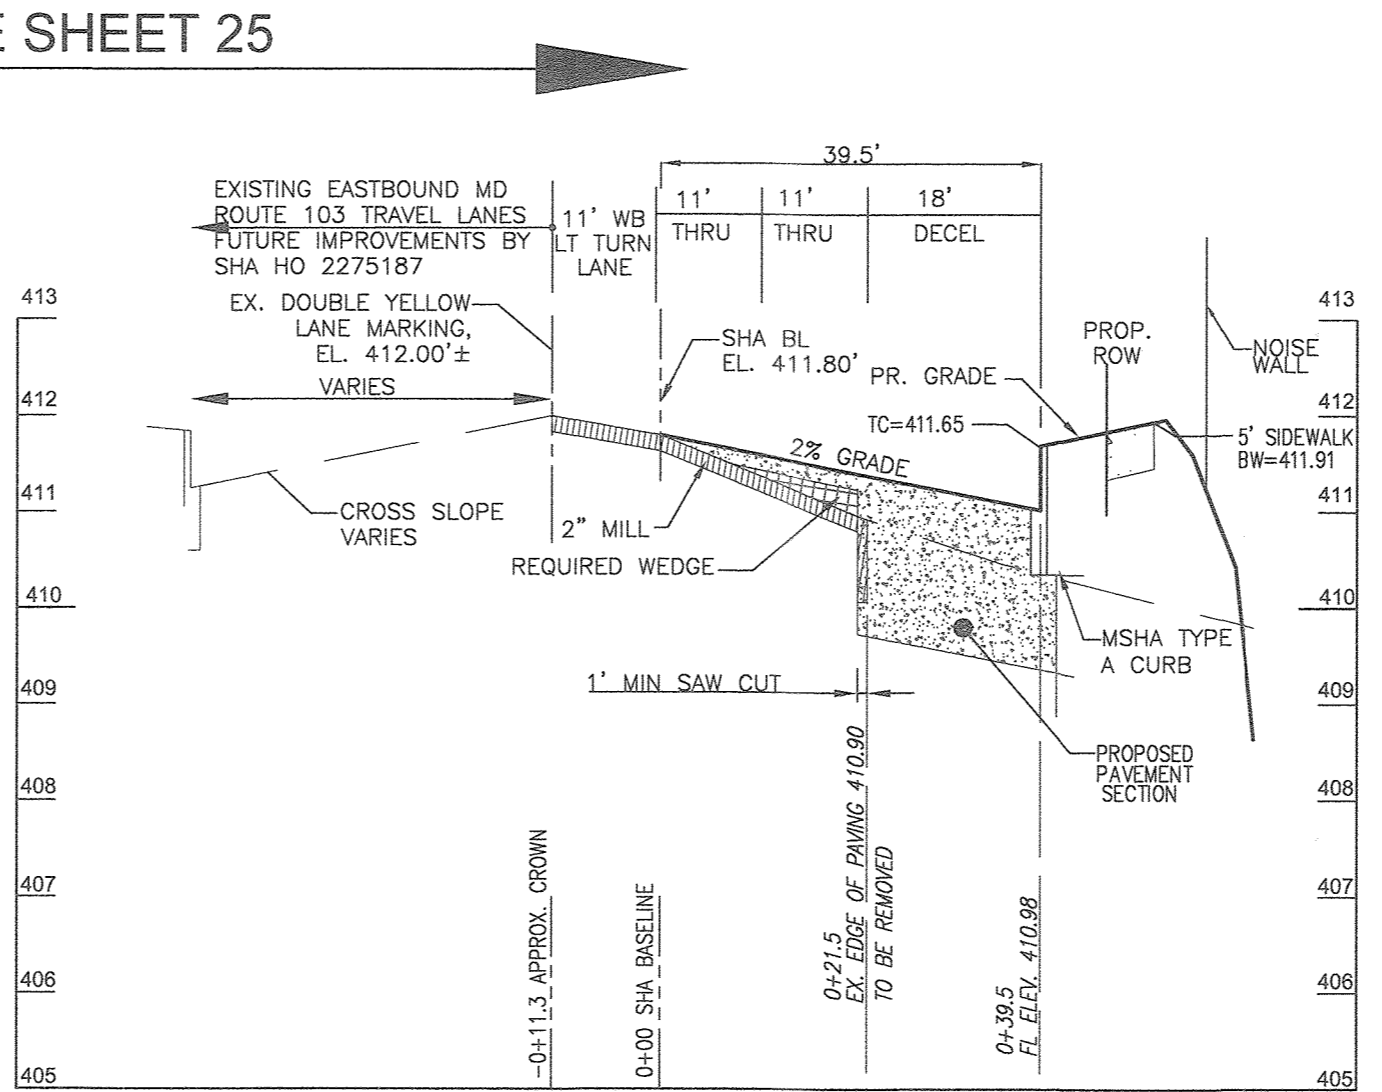 SHEET 25
39.5'
EXISTING EASTBOUND MD
ROUTE 103 TRAVEL LANES
FUTURE IMPROVEMENTS BY
SHA HO 2275187
11' WB
LT TURN
LANE
11'
THRU
11'
THRU
18'
DECEL
EX. DOUBLE YELLOW
LANE MARKING,
EL. 412.00'±
VARIES
SHA BL
EL. 411.80'
PR. GRADE
TC=411.65
PROP.
ROW
NOISE
WALL
5' SIDEWALK
BW=411.91
2% GRADE
CROSS SLOPE
VARIES
2" MILL
REQUIRED WEDGE
MSHA TYPE
A CURB
1' MIN SAW CUT
PROPOSED
PAVEMENT
SECTION
413
412
411
410
409
408
407
406
405
413
412
411
410
409
408
407
406
405
-0+11.3 APPROX. CROWN
0+00 SHA BASELINE
0+21.5
EX. EDGE OF PAVING 410.90
TO BE REMOVED
0+39.5
FL ELEV. 410.98